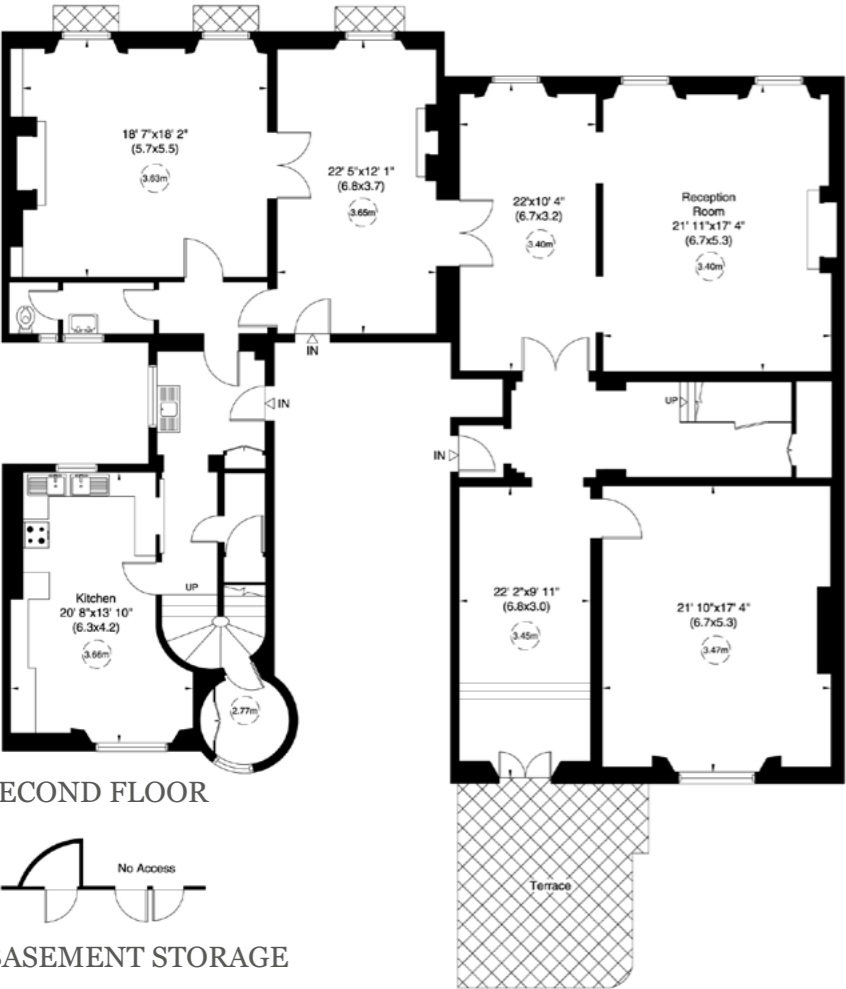 18' 7"x18' 2"
(5.7x5.5)
3.63m
22' 5"x12' 1"
(6.8x3.7)
3.65m
22'x10' 4"
(6.7x3.2)
3.40m
Reception
Room
21' 11"x17' 4"
(6.7x5.3)
3.40m
IN
IN
UP
IN
Kitchen
20' 8"x13' 10"
(6.3x4.2)
3.66m
UP
2.77m
22' 2"x9' 11"
(6.8x3.0)
3.45m
21' 10"x17' 4"
(6.7x5.3)
3.47m
ECOND FLOOR
No Access
Terrace
BASEMENT STORAGE